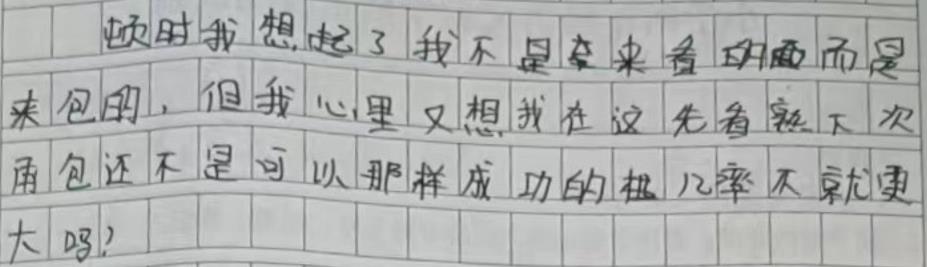 顿时我想起了我不是来看的而是
来包的，但我心里又想我在这先看熟下次
再包还不是可以那样成功的机几率不就更
大吗？